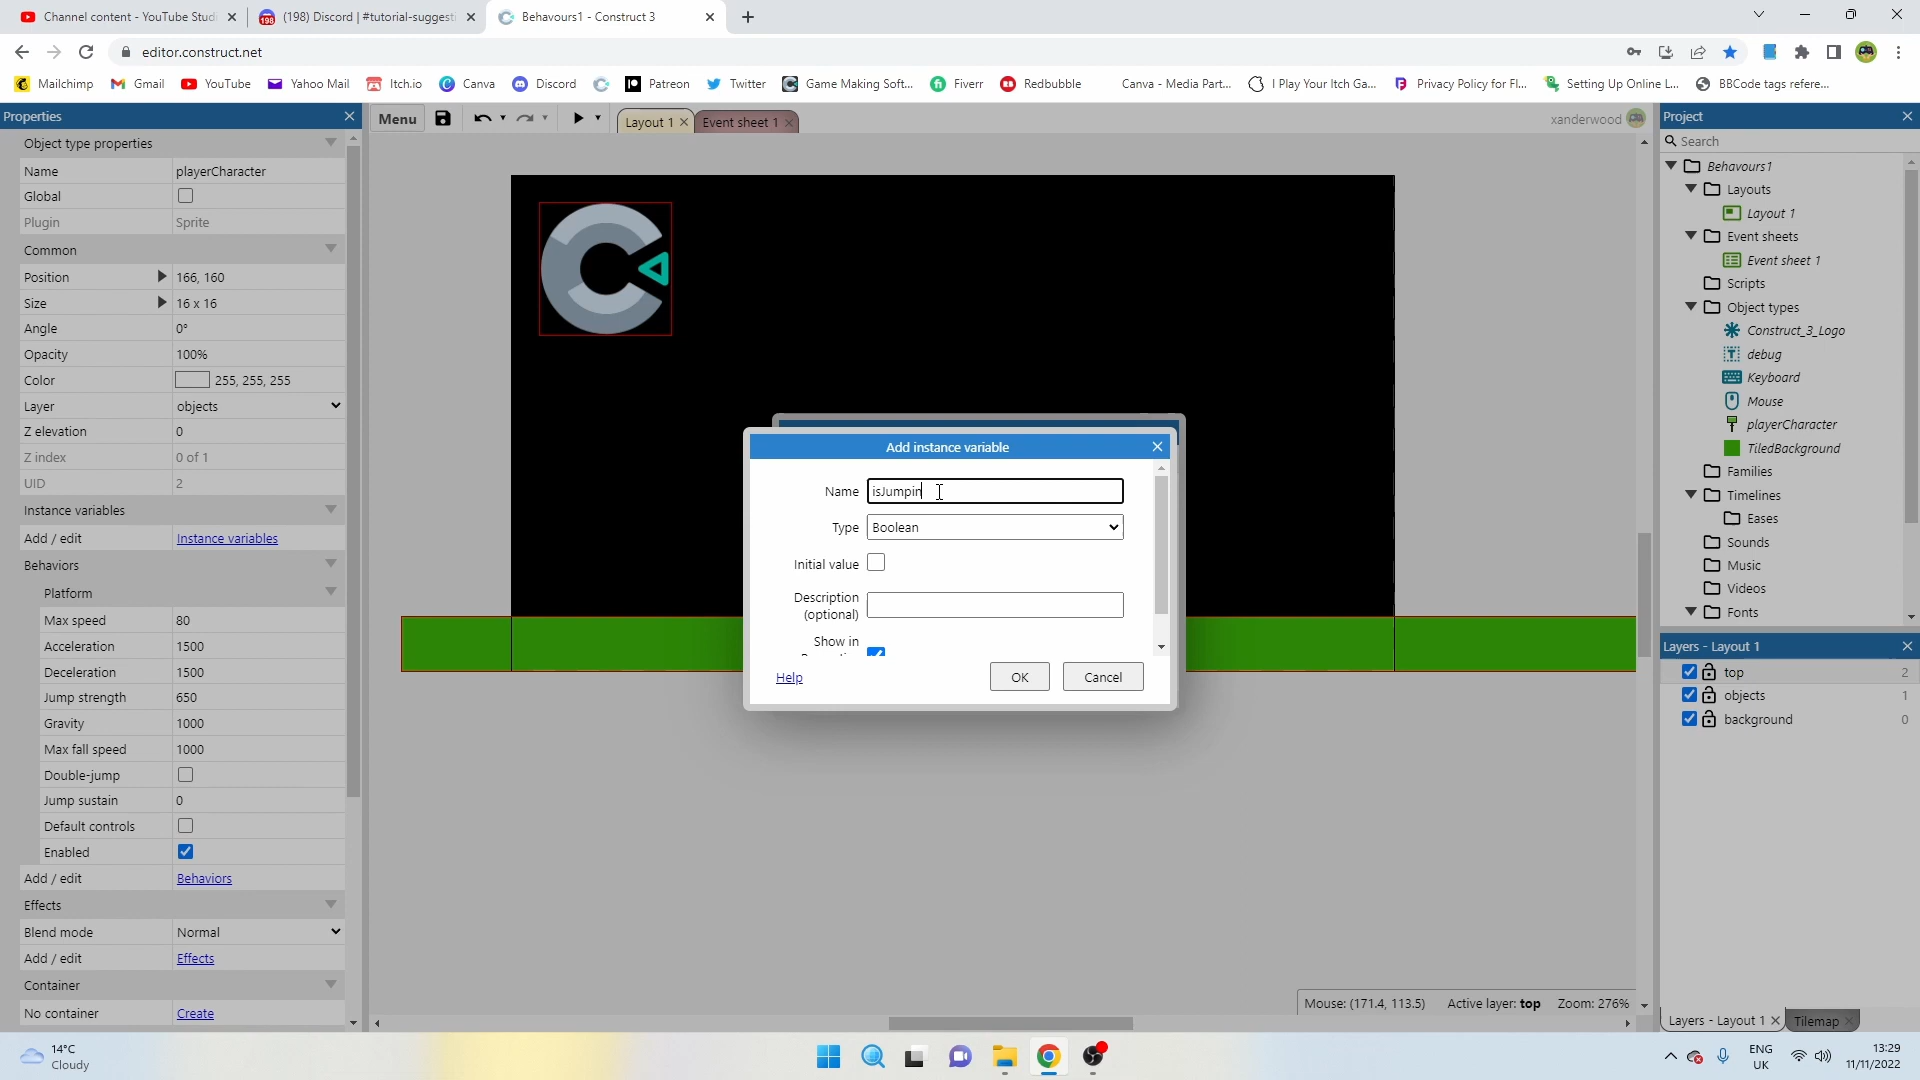 Channel content - YouTube Studi
(198) Discord | #tutorial-suggesti
Behavours1 - Construct 3
editor.construct.net
Mailchimp
Gmail
YouTube
Yahoo Mail
Itch.io
Canva
Discord
Patreon
Twitter
Game Making Soft...
Fiverr
Redbubble
Canva - Media Part...
I Play Your Itch Ga...
Privacy Policy for Fl...
Setting Up Online L...
BBCode tags refere...
Properties
Menu
Layout 1
Event sheet 1
xanderwood
Project
Object type properties
Name playerCharacter
Global
Plugin Sprite
Common
Position 166, 160
Size 16 x 16
Angle 0°
Opacity 100%
Color 255, 255, 255
Layer objects
Z elevation 0
Z index 0 of 1
UID 2
Instance variables
Add / edit Instance variables
Behaviors
Platform
Max speed 80
Acceleration 1500
Deceleration 1500
Jump strength 650
Gravity 1000
Max fall speed 1000
Double-jump
Jump sustain 0
Default controls
Enabled
Add / edit Behaviors
Effects
Blend mode Normal
Add / edit Effects
Container
No container Create
Add instance variable
Name isJumpin
Type Boolean
Initial value
Description
(optional)
Show in
Help
OK
Cancel
Mouse: (171.4, 113.5) Active layer: top Zoom: 276%
Search
Behavours1
Layouts
Layout 1
Event sheets
Event sheet 1
Scripts
Object types
Construct_3_Logo
debug
Keyboard
Mouse
playerCharacter
TiledBackground
Families
Timelines
Eases
Sounds
Music
Videos
Fonts
Layers - Layout 1
top 2
objects 1
background 0
Layers - Layout 1
Tilemap
14°C
Cloudy
ENG
UK
13:29
11/11/2022